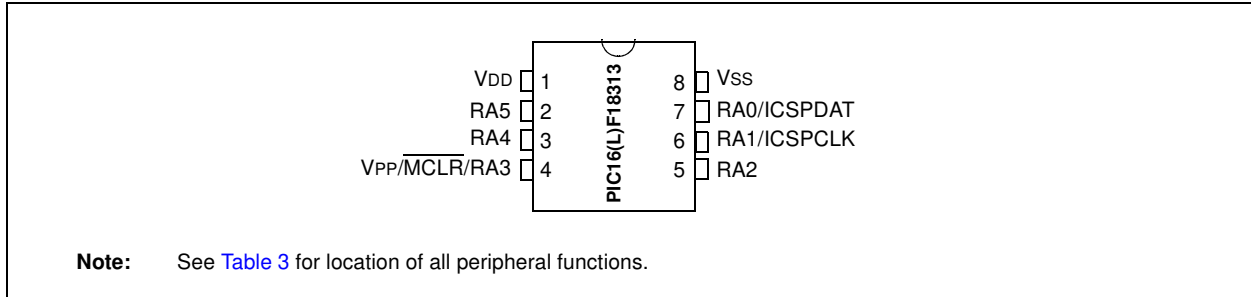 VDD 1 8 VSS
RA5 2 7 RA0/ICSPDAT
RA4 3 6 RA1/ICSPCLK
VPP/MCLR/RA3 4 5 RA2
PIC16(L)F18313
Note: See Table 3 for location of all peripheral functions.